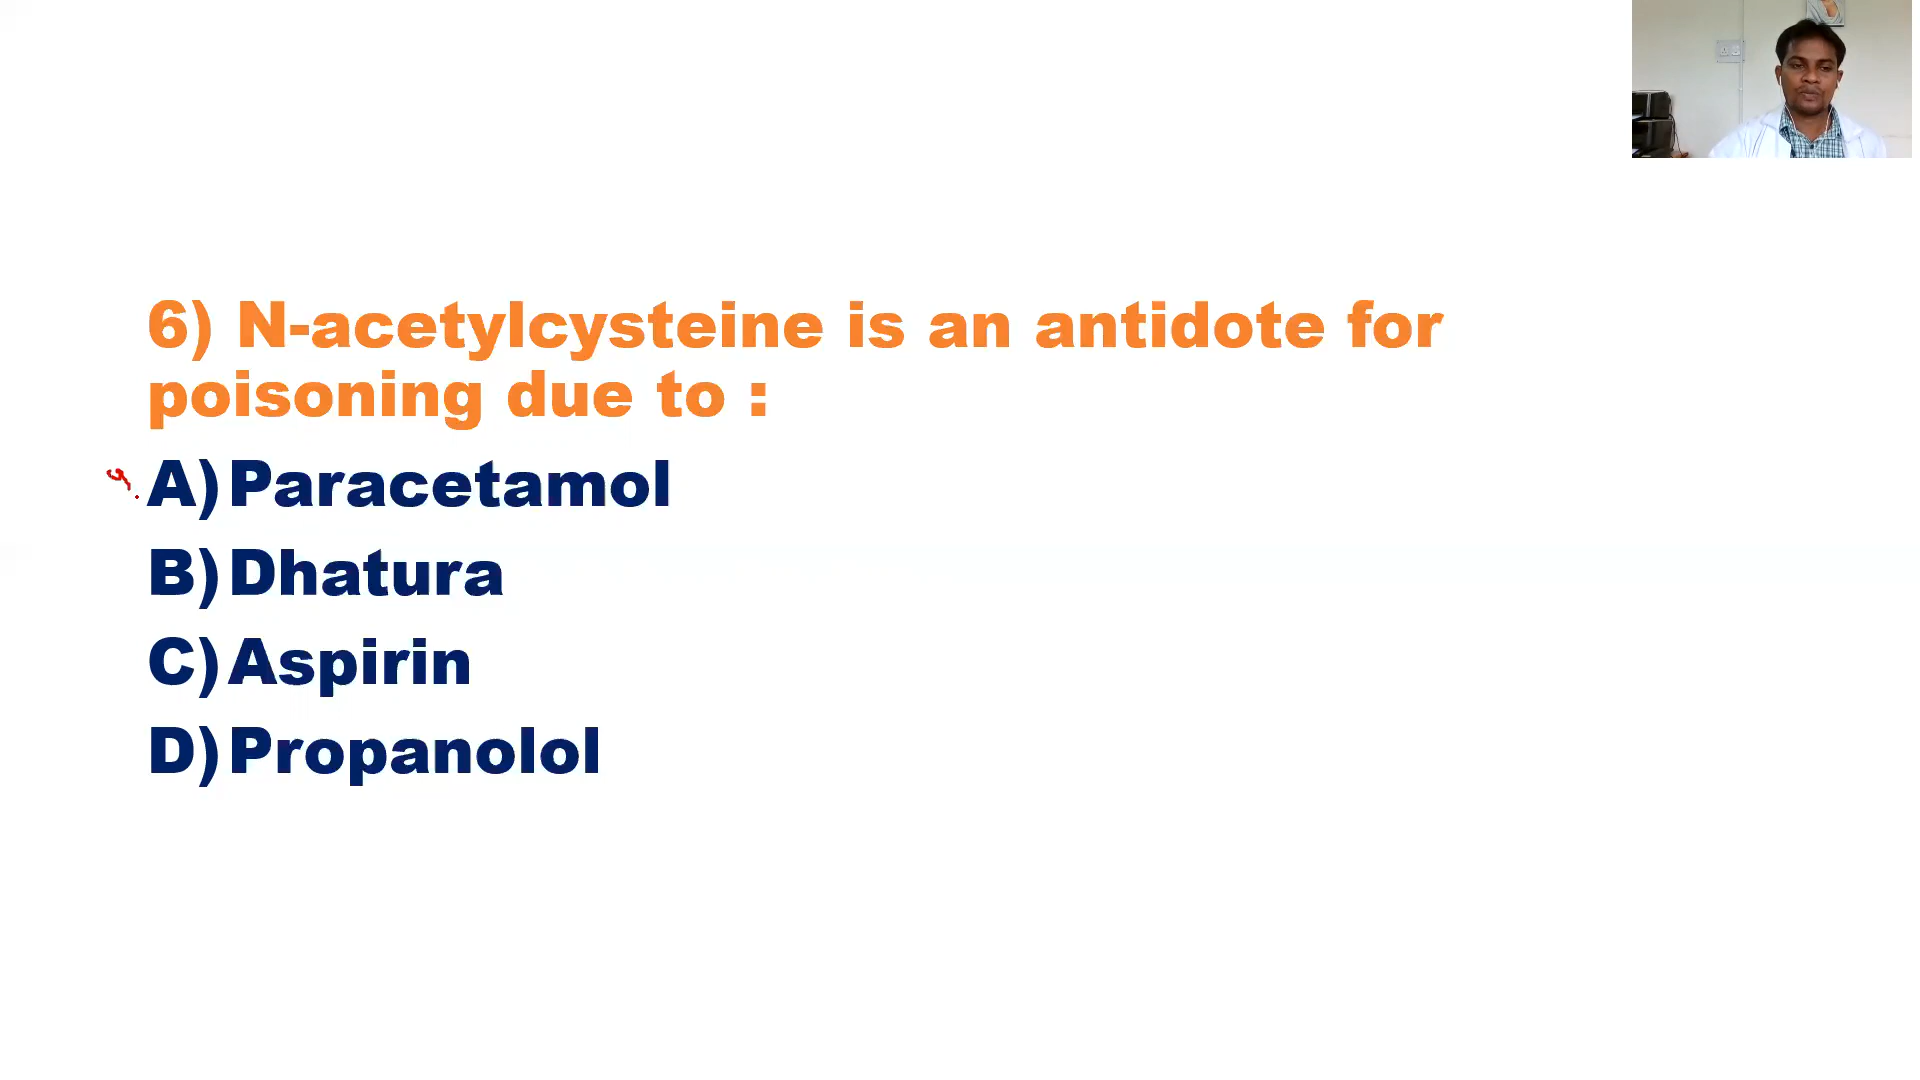 6) N-acetylcysteine is an antidote for
poisoning due to :
A) Paracetamol
B) Dhatura
C) Aspirin
D) Propanolol